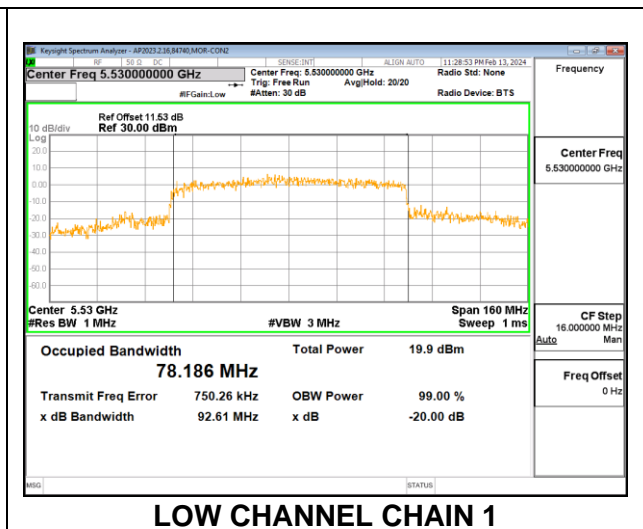 Keysight Spectrum Analyzer - AP2023.2.16,84740,MOR-CON2
RF 50 Ω DC SENSE:INT ALIGN AUTO 11:28:53 PM Feb 13, 2024
Center Freq 5.530000000 GHz
Center Freq: 5.530000000 GHz
Radio Std: None
Trig: Free Run Avg|Hold: 20/20
#IFGain:Low #Atten: 30 dB Radio Device: BTS
Frequency
Ref Offset 11.53 dB
10 dB/div Ref 30.00 dBm
Log
20.0
10.0
0.00
-10.0
-20.0
-30.0
-40.0
-50.0
-60.0
Center 5.53 GHz Span 160 MHz
#Res BW 1 MHz #VBW 3 MHz Sweep 1 ms
Occupied Bandwidth Total Power 19.9 dBm
78.186 MHz
Transmit Freq Error 750.26 kHz OBW Power 99.00 %
x dB Bandwidth 92.61 MHz x dB -20.00 dB
Center Freq
5.530000000 GHz
CF Step
16.000000 MHz
Auto Man
Freq Offset
0 Hz
MSG STATUS
LOW CHANNEL CHAIN 1